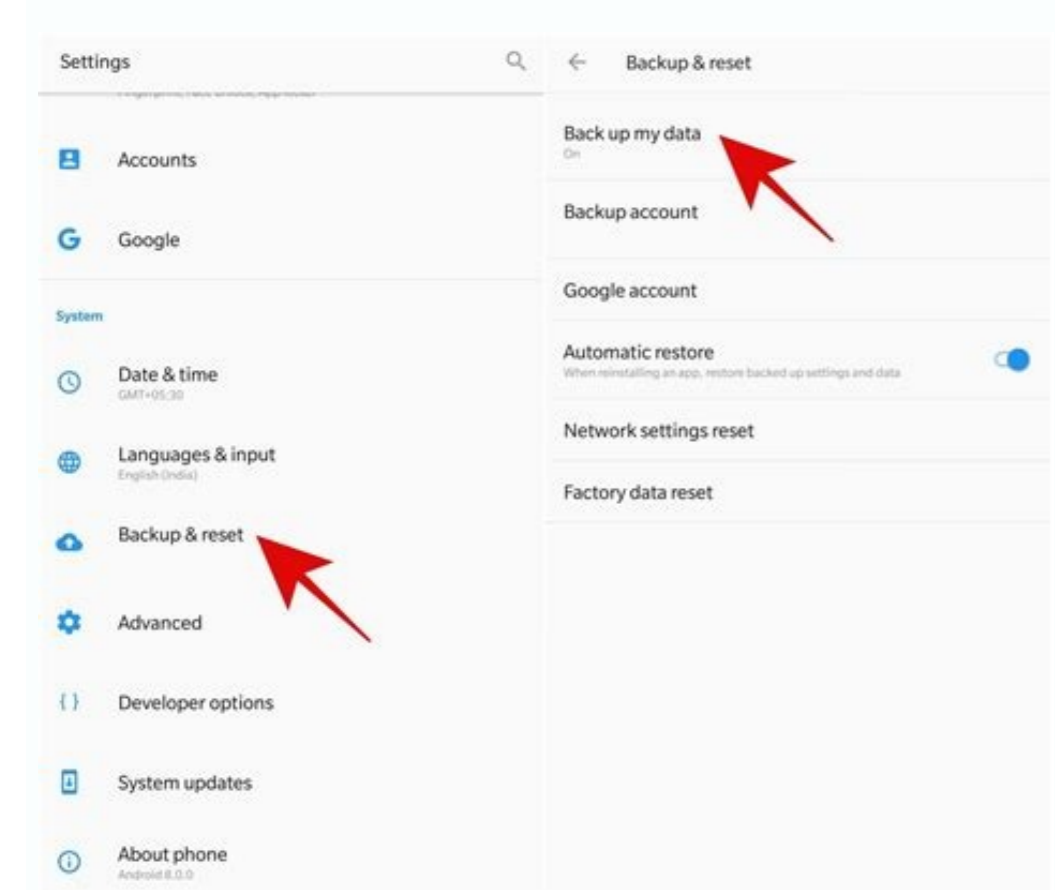 Settings
Accounts
Google
System
Date & time
GMT+05:30
Languages & input
English (India)
Backup & reset
Advanced
{ } Developer options
System updates
About phone
Android 8.0.0
Backup & reset
Back up my data
On
Backup account
Google account
Automatic restore
When reinstalling an app, restore backed up settings and data
Network settings reset
Factory data reset